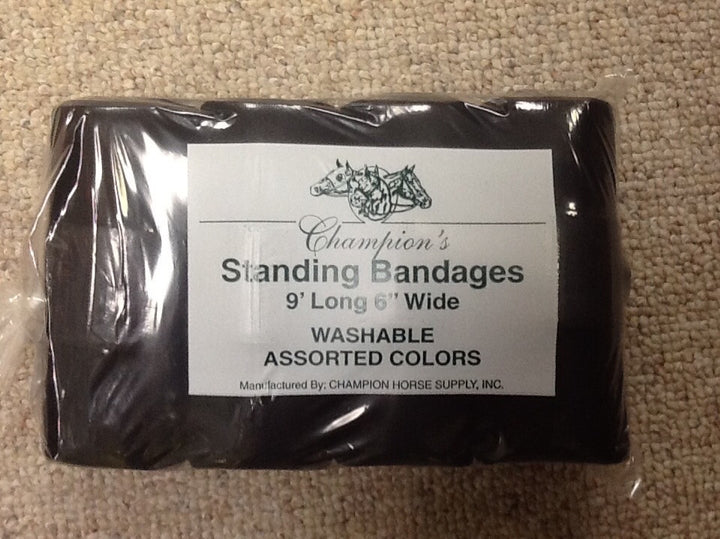 Champion's
Standing Bandages
9' Long 6" Wide
WASHABLE
ASSORTED COLORS
Manufactured By; CHAMPION HORSE SUPPLY, INC.